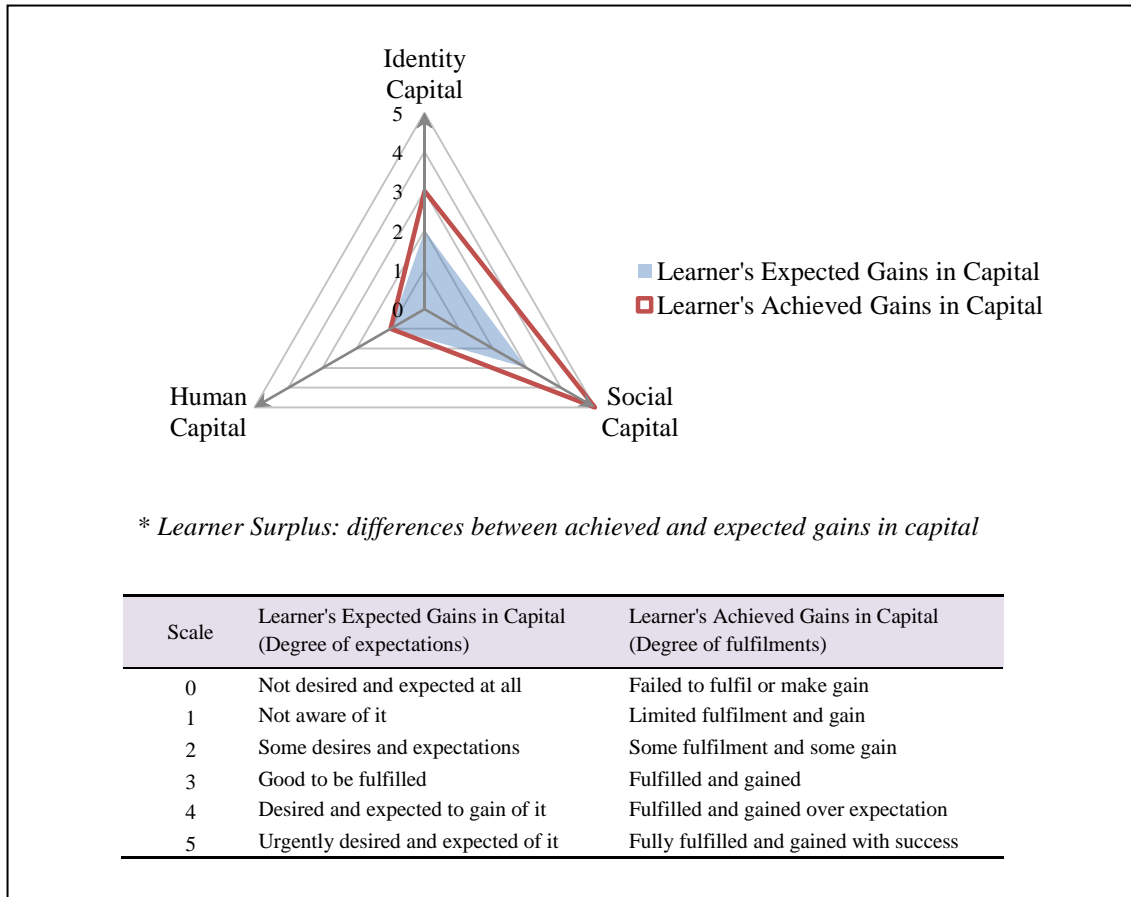 Identity
Capital
5
4
3
2
1
0
Learner's Expected Gains in Capital
Learner's Achieved Gains in Capital
Human
Capital
Social
Capital
* Learner Surplus: differences between achieved and expected gains in capital
Scale
Learner's Expected Gains in Capital
(Degree of expectations)
Learner's Achieved Gains in Capital
(Degree of fulfilments)
0 Not desired and expected at all Failed to fulfil or make gain
1 Not aware of it Limited fulfilment and gain
2 Some desires and expectations Some fulfilment and some gain
3 Good to be fulfilled Fulfilled and gained
4 Desired and expected to gain of it Fulfilled and gained over expectation
5 Urgently desired and expected of it Fully fulfilled and gained with success